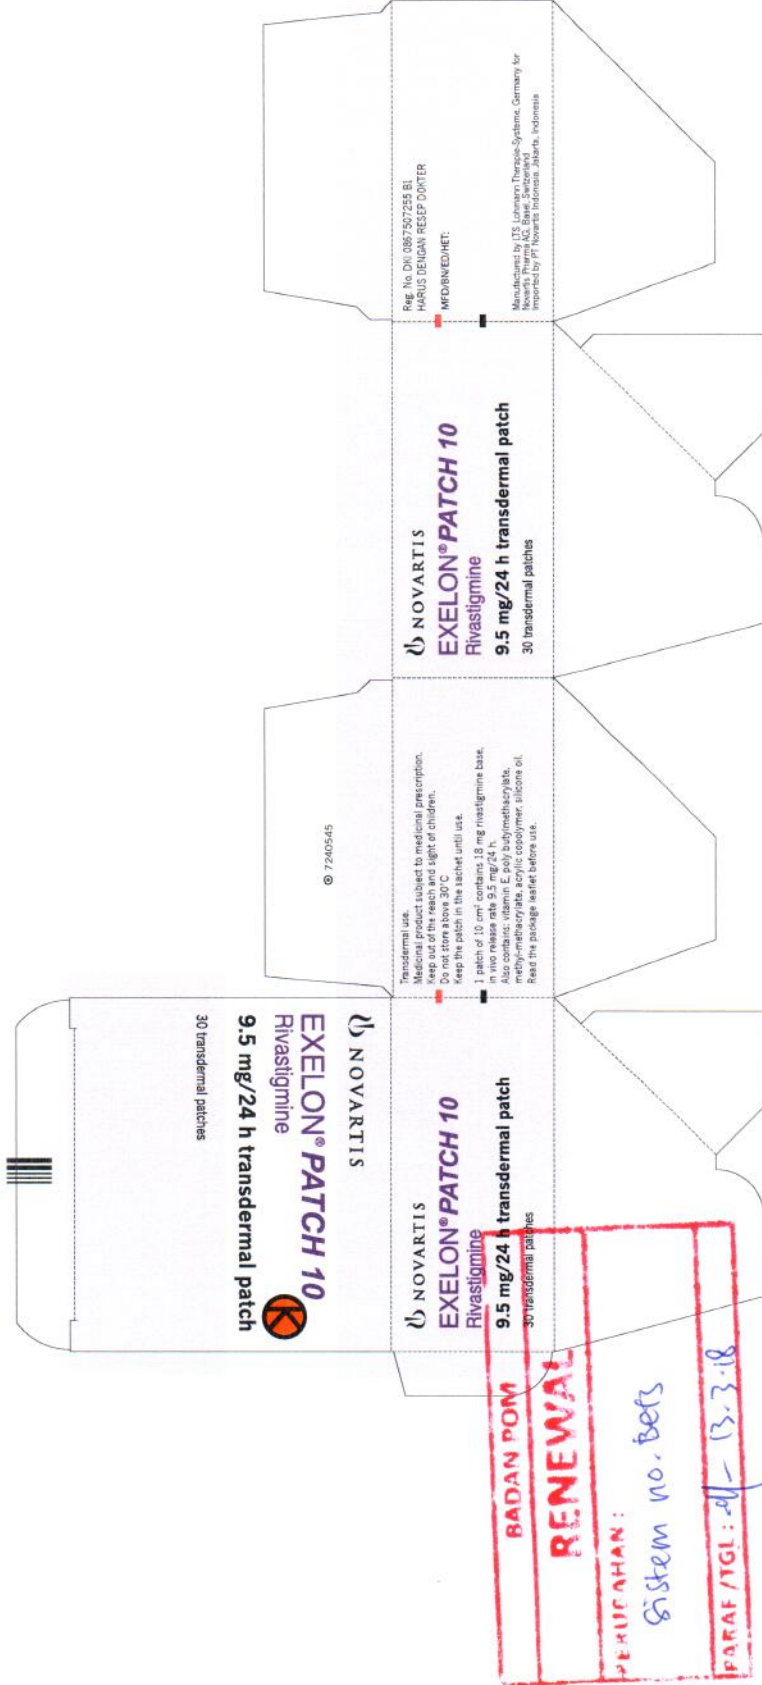 Reg. No. DKI 0867507255 B1
HARUS DENGAN RESEP DOKTER
MFD/BN/ED/HET:
Manufactured by LTS Lohmann Therapie-Systeme, Germany for
Novartis Pharma AG, Basel, Switzerland
Imported by PT Novartis Indonesia, Jakarta, Indonesia
NOVARTIS
EXELON® PATCH 10
Rivastigmine
9.5 mg/24 h transdermal patch
30 transdermal patches
7240545
Transdermal use.
Medicinal product subject to medicinal prescription.
Keep out of the reach and sight of children.
Do not store above 30°C
Keep the patch in the sachet until use.
1 patch of 10 cm² contains 18 mg rivastigmine base,
in vivo release rate 9.5 mg/24 h.
Also contains: vitamin E, poly butylmethacrylate,
methyl-methacrylate, acrylic copolymer, silicone oil.
Read the package leaflet before use.
NOVARTIS
EXELON® PATCH 10
Rivastigmine
9.5 mg/24 h transdermal patch
30 transdermal patches
K
NOVARTIS
EXELON® PATCH 10
Rivastigmine
9.5 mg/24 h transdermal patch
30 transdermal patches
BADAN POM
RENEWAL
PERUBAHAN :
Sistem no. Bets
PARAF/TGL : 13.3.18